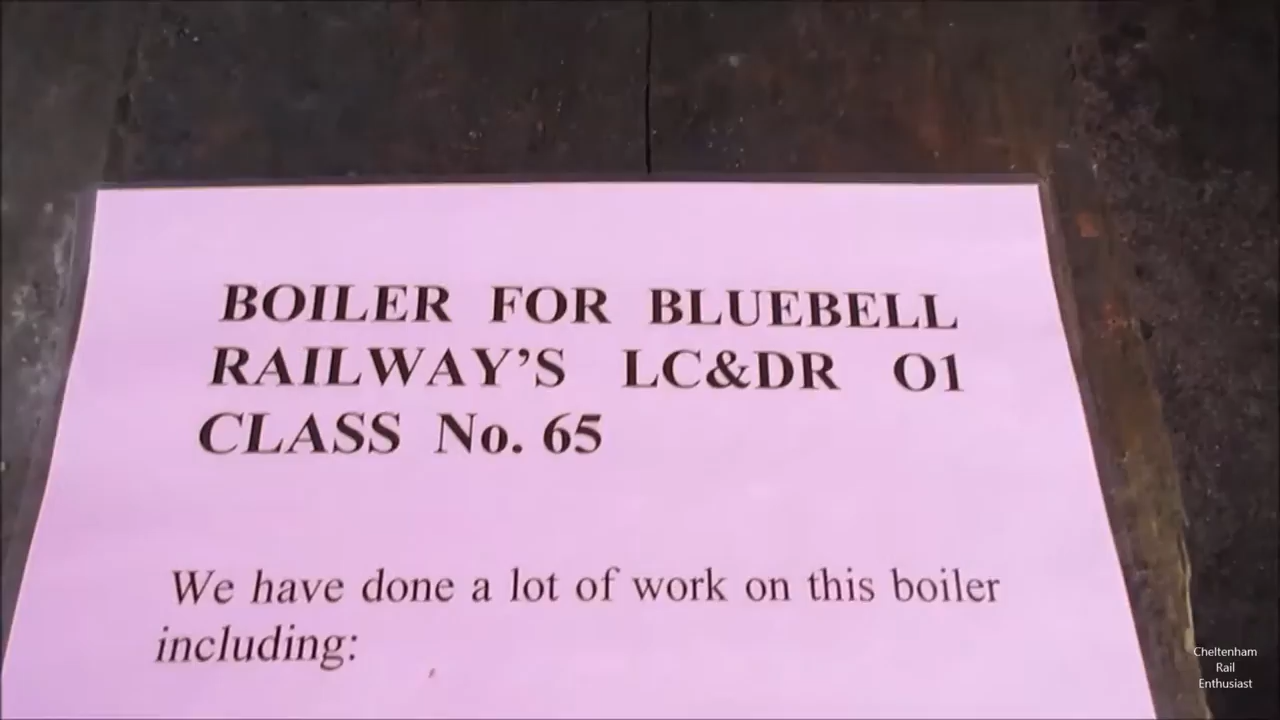 BOILER FOR BLUEBELL
RAILWAY'S LC&DR O1
CLASS No. 65
We have done a lot of work on this boiler
including:
Cheltenham
Rail
Enthusiast